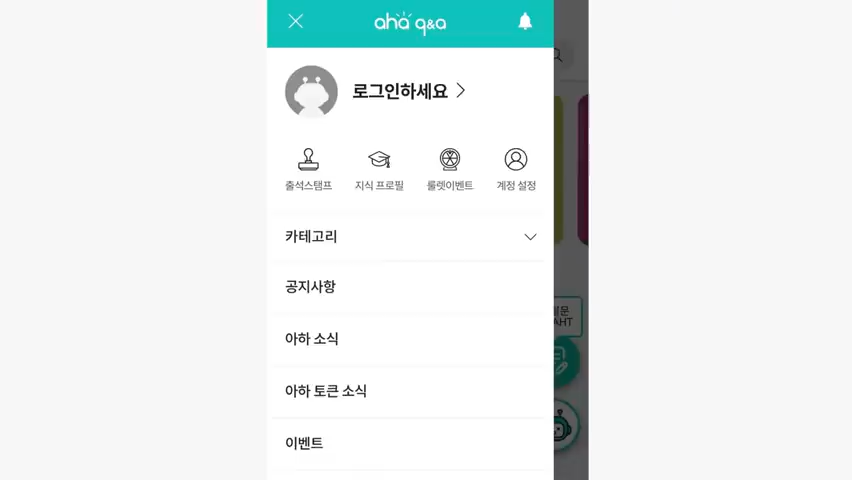 aha q&a
로그인하세요
출석스탬프 지식 프로필 룰렛이벤트 계정 설정
카테고리
공지사항
아하 소식
아하 토큰 소식
이벤트
AHT